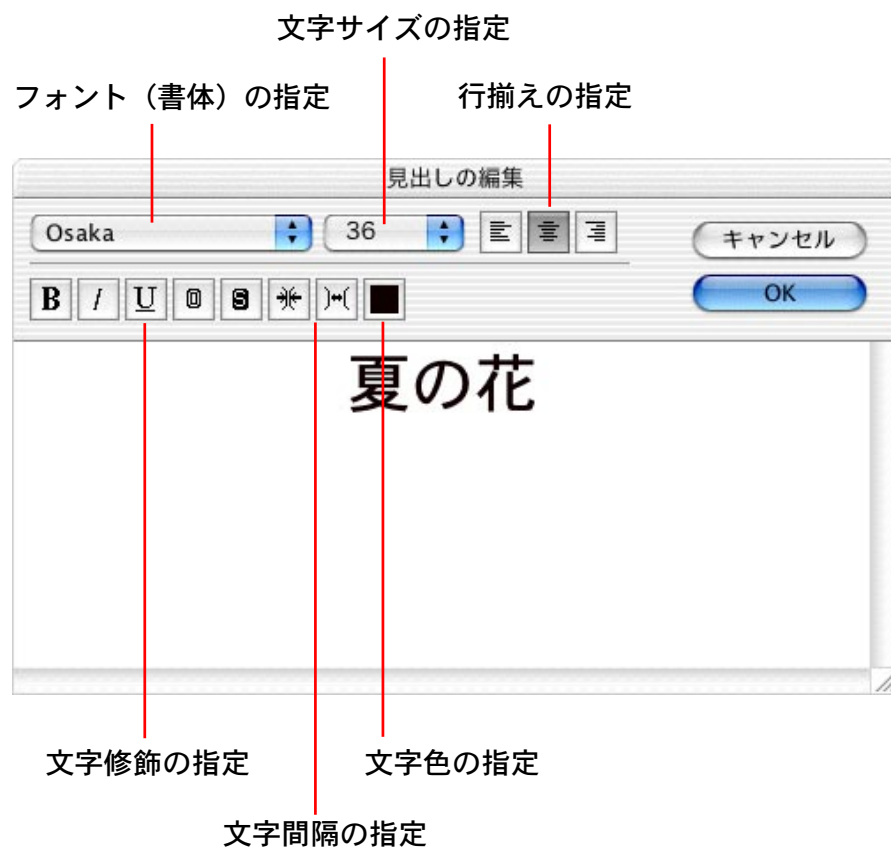 文字サイズの指定
フォント（書体）の指定
行揃えの指定
見出しの編集
Osaka
36
キャンセル
B I U O S
OK
夏の花
文字修飾の指定
文字色の指定
文字間隔の指定